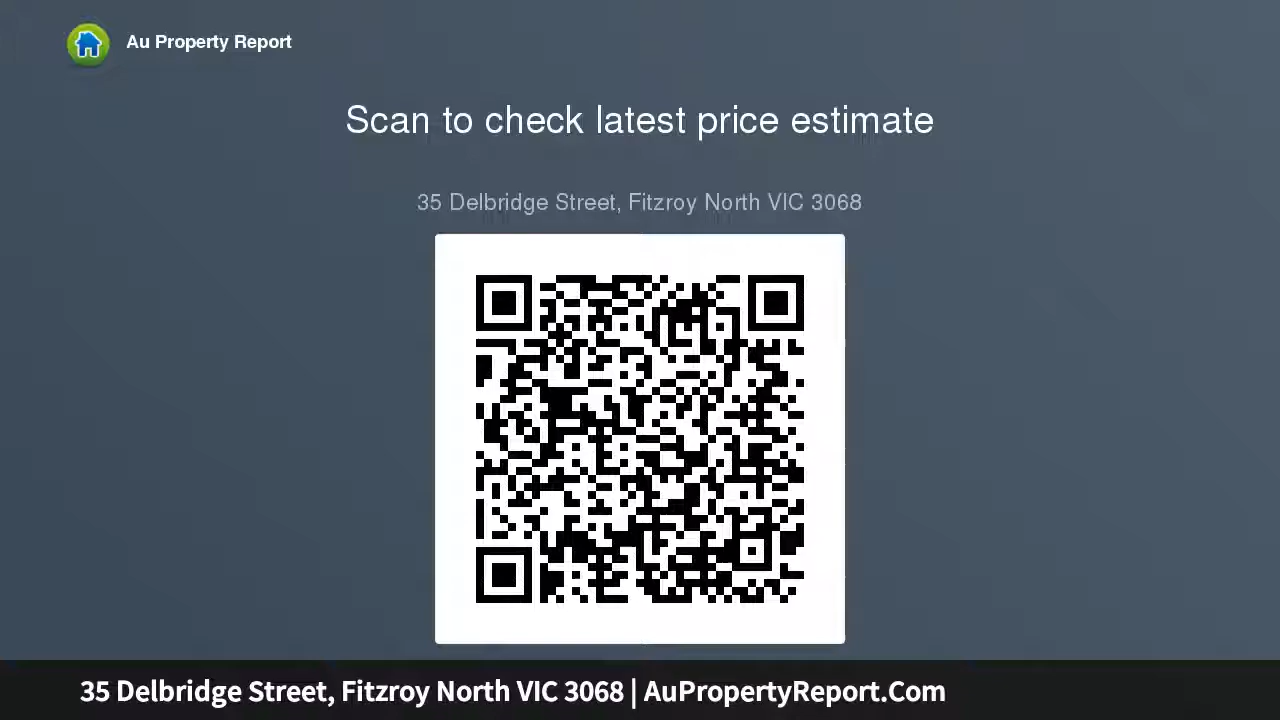 Au Property Report
Scan to check latest price estimate
35 Delbridge Street, Fitzroy North VIC 3068
35 Delbridge Street, Fitzroy North VIC 3068 | AuPropertyReport.Com